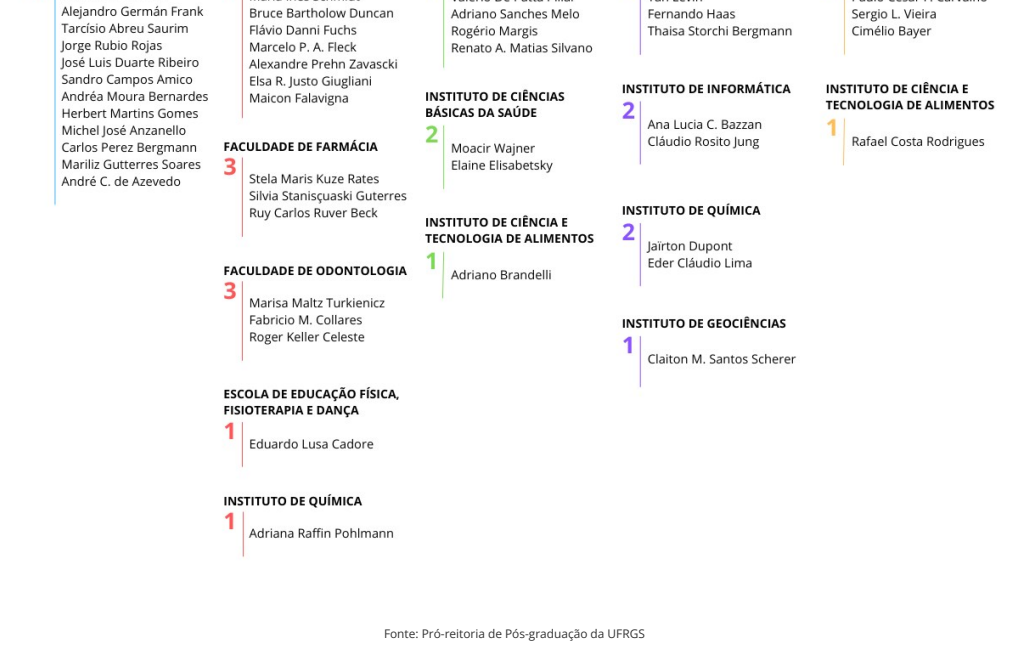 Alejandro Germán Frank
Tarcísio Abreu Saurim
Jorge Rubio Rojas
José Luis Duarte Ribeiro
Sandro Campos Amico
Andréa Moura Bernardes
Herbert Martins Gomes
Michel José Anzanello
Carlos Perez Bergmann
Mariliz Gutterres Soares
André C. de Azevedo
Bruce Bartholow Duncan
Flávio Danni Fuchs
Marcelo P. A. Fleck
Alexandre Prehn Zavascki
Elsa R. Justo Giugliani
Maicon Falavigna
FACULDADE DE FARMÁCIA
3
Stela Maris Kuze Rates
Silvia Stanisçuaski Guterres
Ruy Carlos Ruver Beck
FACULDADE DE ODONTOLOGIA
3
Marisa Maltz Turkienicz
Fabricio M. Collares
Roger Keller Celeste
ESCOLA DE EDUCAÇÃO FÍSICA,
FISIOTERAPIA E DANÇA
1
Eduardo Lusa Cadore
INSTITUTO DE QUÍMICA
1
Adriana Raffin Pohlmann
Adriano Sanches Melo
Rogério Margis
Renato A. Matias Silvano
INSTITUTO DE CIÊNCIAS
BÁSICAS DA SAÚDE
2
Moacir Wajner
Elaine Elisabetsky
INSTITUTO DE CIÊNCIA E
TECNOLOGIA DE ALIMENTOS
1
Adriano Brandelli
Fernando Haas
Thaisa Storchi Bergmann
INSTITUTO DE INFORMÁTICA
2
Ana Lucia C. Bazzan
Cláudio Rosito Jung
INSTITUTO DE QUÍMICA
2
Jaïrton Dupont
Eder Cláudio Lima
INSTITUTO DE GEOCIÊNCIAS
1
Claiton M. Santos Scherer
Sergio L. Vieira
Cimélio Bayer
INSTITUTO DE CIÊNCIA E
TECNOLOGIA DE ALIMENTOS
1
Rafael Costa Rodrigues
Fonte: Pró-reitoria de Pós-graduação da UFRGS